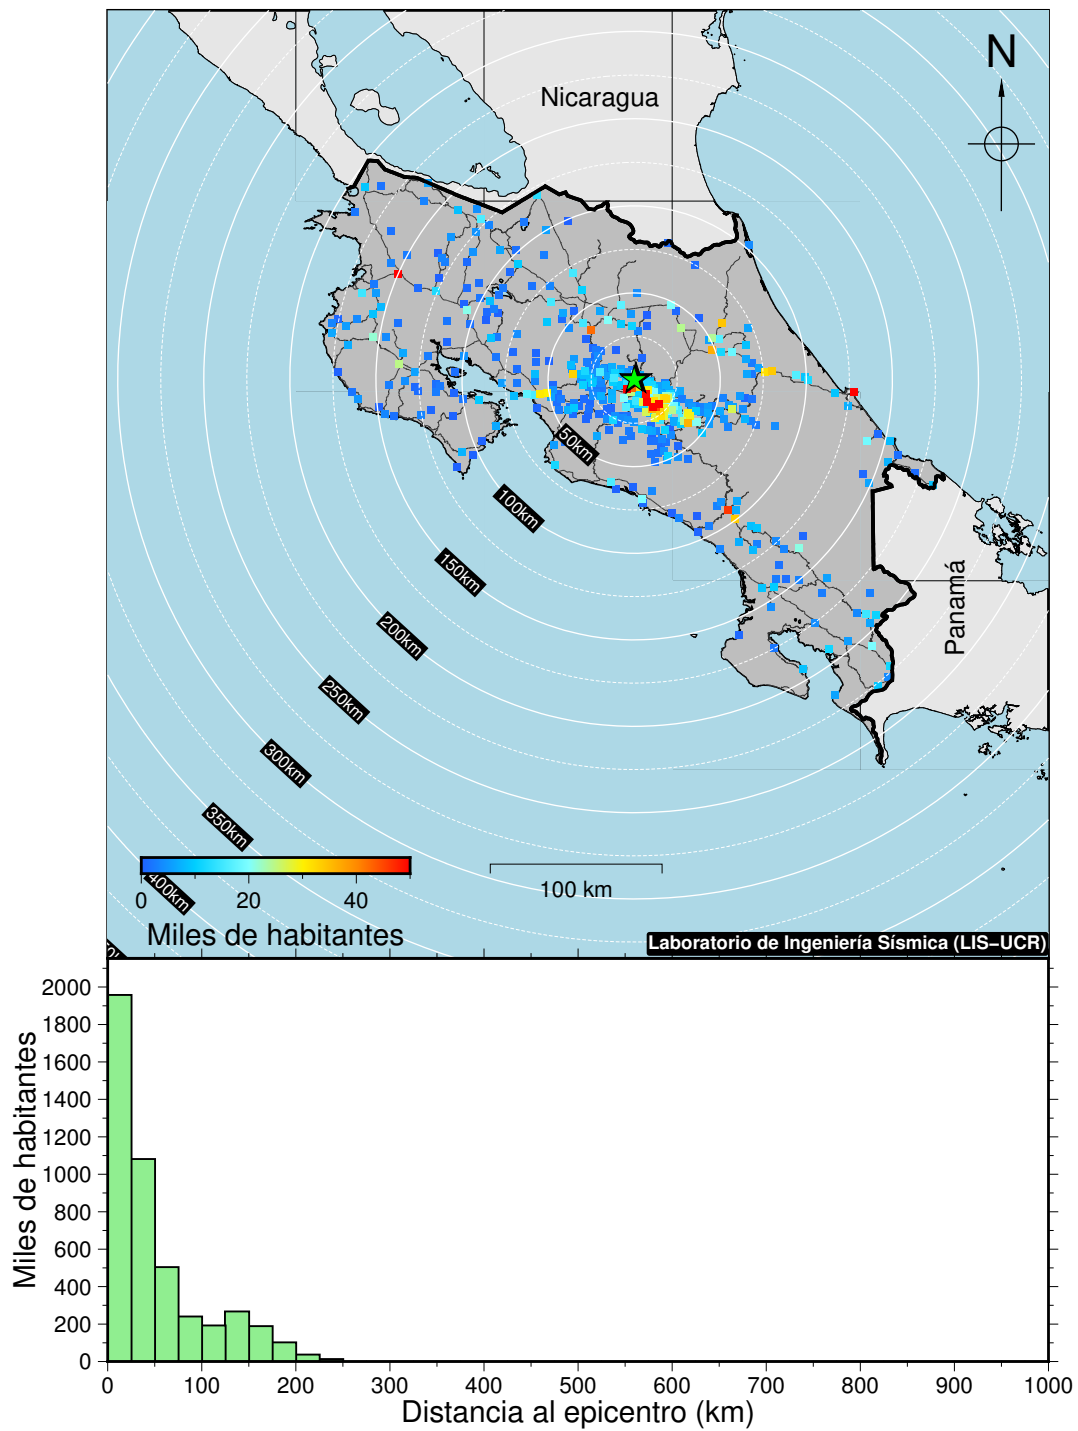 N
Nicaragua
Panamá
50km
100km
150km
200km
250km
300km
350km
400km
0 20 40
Miles de habitantes
100 km
Laboratorio de Ingeniería Sísmica (LIS−UCR)
Miles de habitantes
2000
1800
1600
1400
1200
1000
800
600
400
200
0
0 100 200 300 400 500 600 700 800 900 1000
Distancia al epicentro (km)